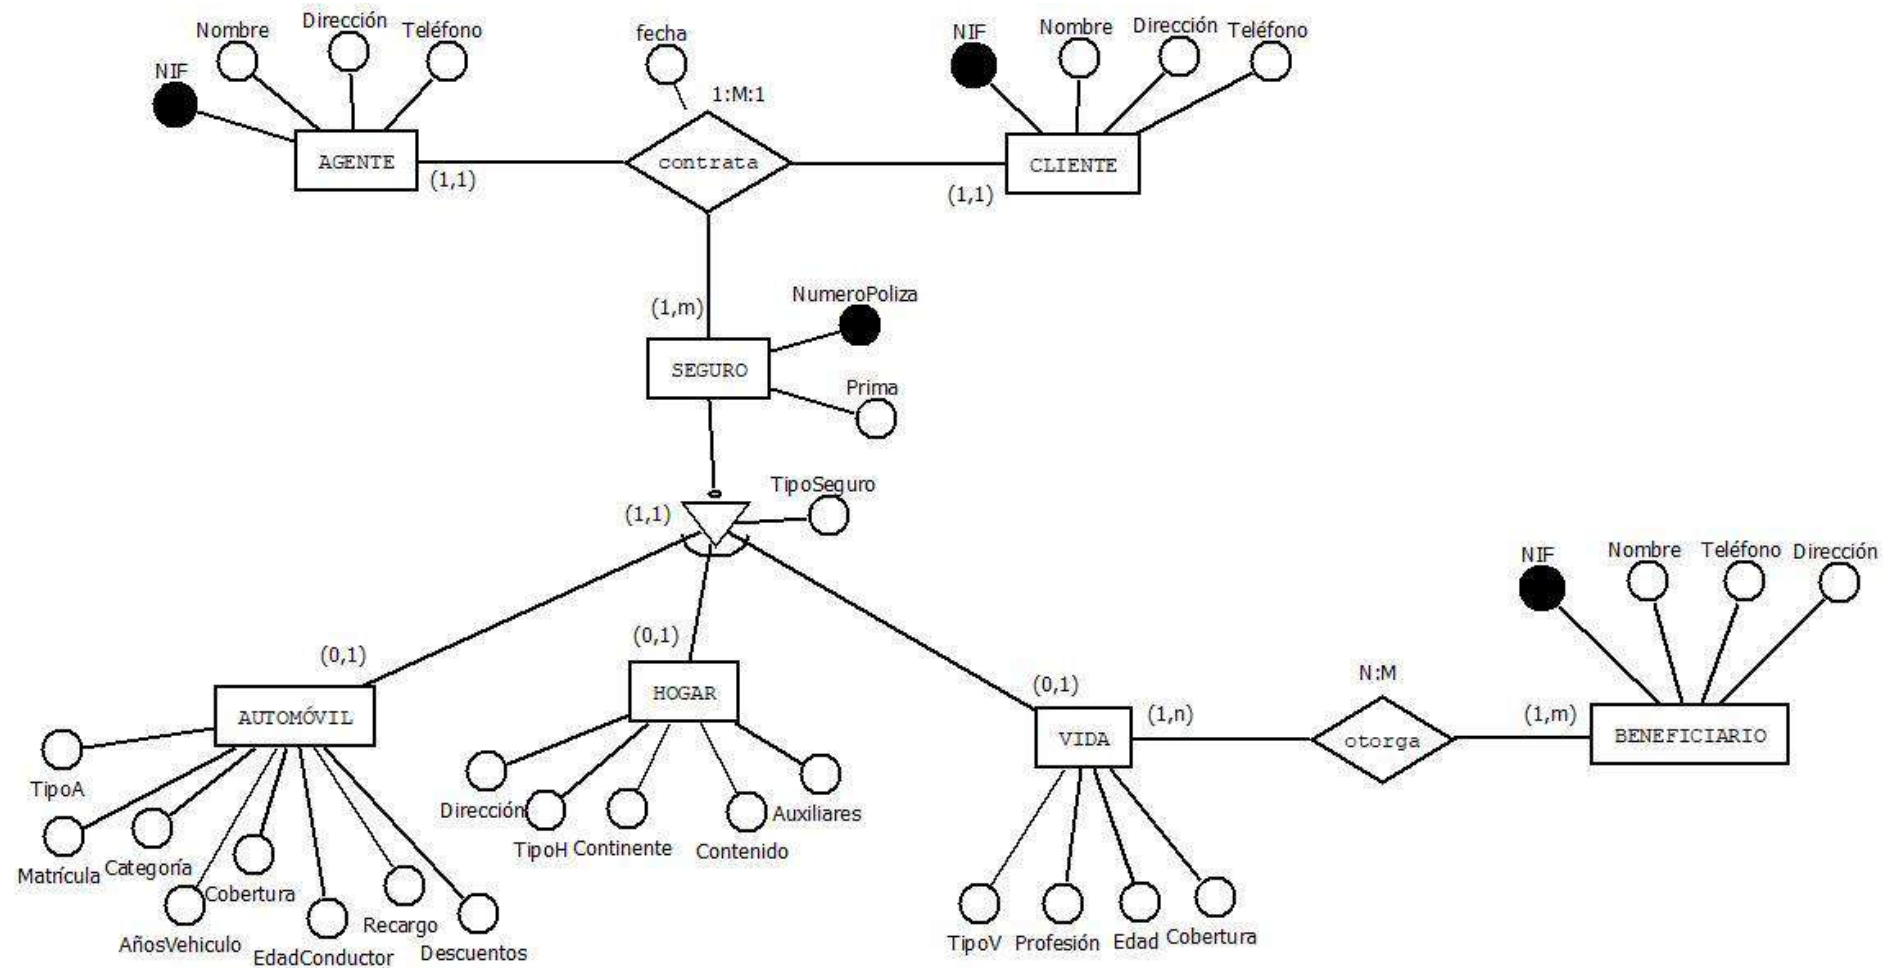 Nombre
Dirección
Teléfono
NIF
fecha
NIF
Nombre
Dirección
Teléfono
1:M:1
AGENTE
contrata
CLIENTE
(1,1)
(1,1)
(1,m)
NumeroPoliza
SEGURO
Prima
TipoSeguro
(1,1)
NIF
Nombre
Teléfono
Dirección
(0,1)
(0,1)
(0,1)
N:M
AUTOMÓVIL
HOGAR
VIDA
(1,n)
otorga
(1,m)
BENEFICIARIO
TipoA
Matrícula
Categoría
AñosVehiculo
Cobertura
EdadConductor
Recargo
Descuentos
Dirección
TipoH
Continente
Contenido
Auxiliares
TipoV
Profesión
Edad
Cobertura